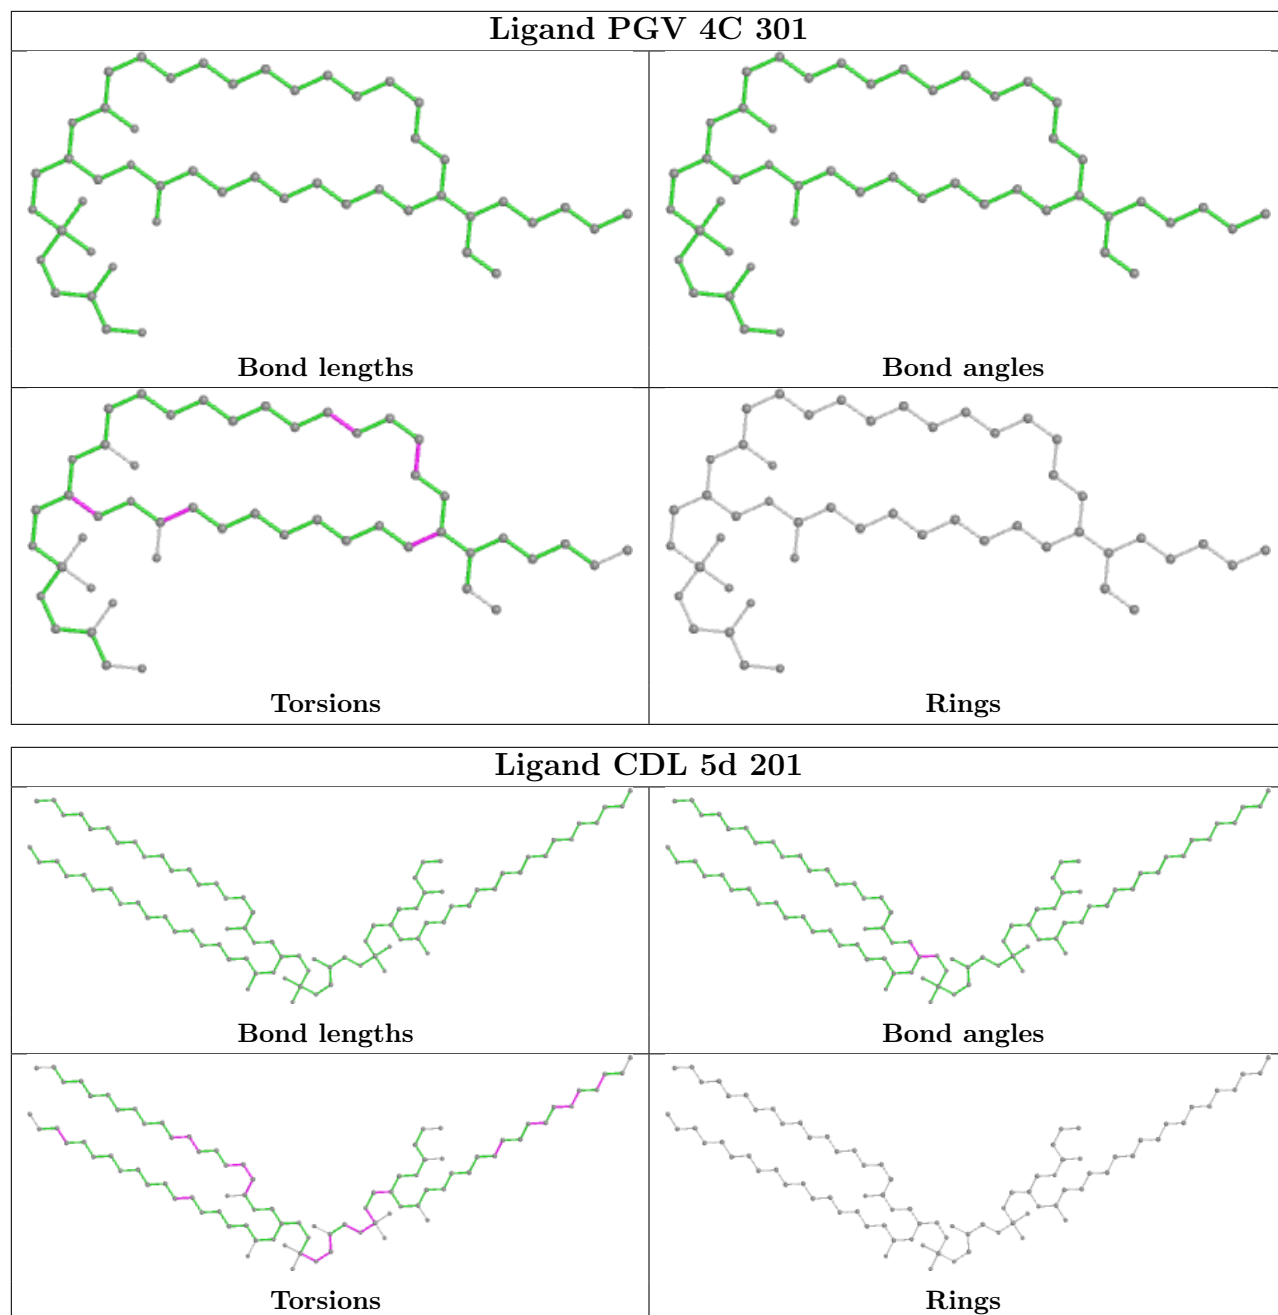 Ligand PGV 4C 301
Bond lengths
Bond angles
Torsions
Rings
Ligand CDL 5d 201
Bond lengths
Bond angles
Torsions
Rings